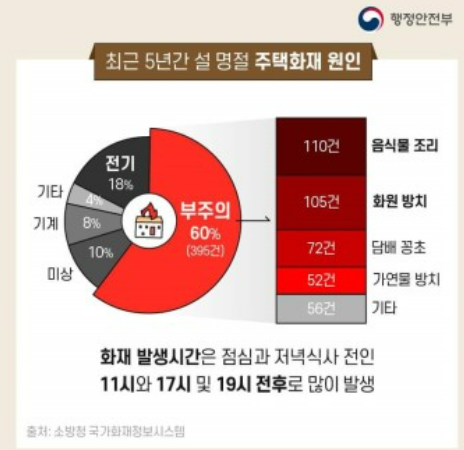 행정안전부
최근 5년간 설 명절 주택화재 원인
전기
18%
기타
4%
기계
8%
미상
10%
부주의
60%
(395건)
110건 음식물 조리
105건 화원 방치
72건 담배 꽁초
52건 가연물 방치
56건 기타
화재 발생시간은 점심과 저녁식사 전인
11시와 17시 및 19시 전후로 많이 발생
출처: 소방청 국가화재정보시스템